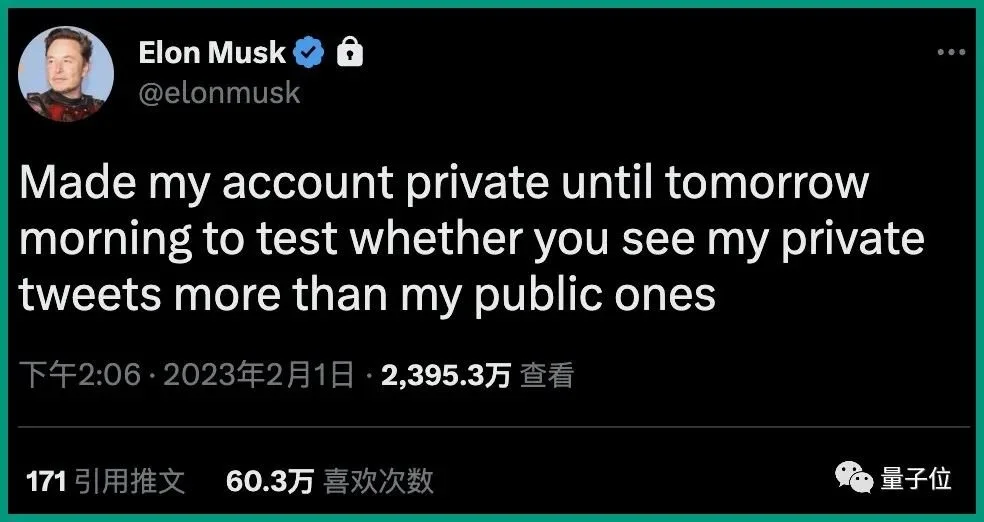 Elon Musk
@elonmusk
Made my account private until tomorrow
morning to test whether you see my private
tweets more than my public ones
下午2:06 · 2023年2月1日 · 2,395.3万 查看
171 引用推文 60.3万 喜欢次数
量子位